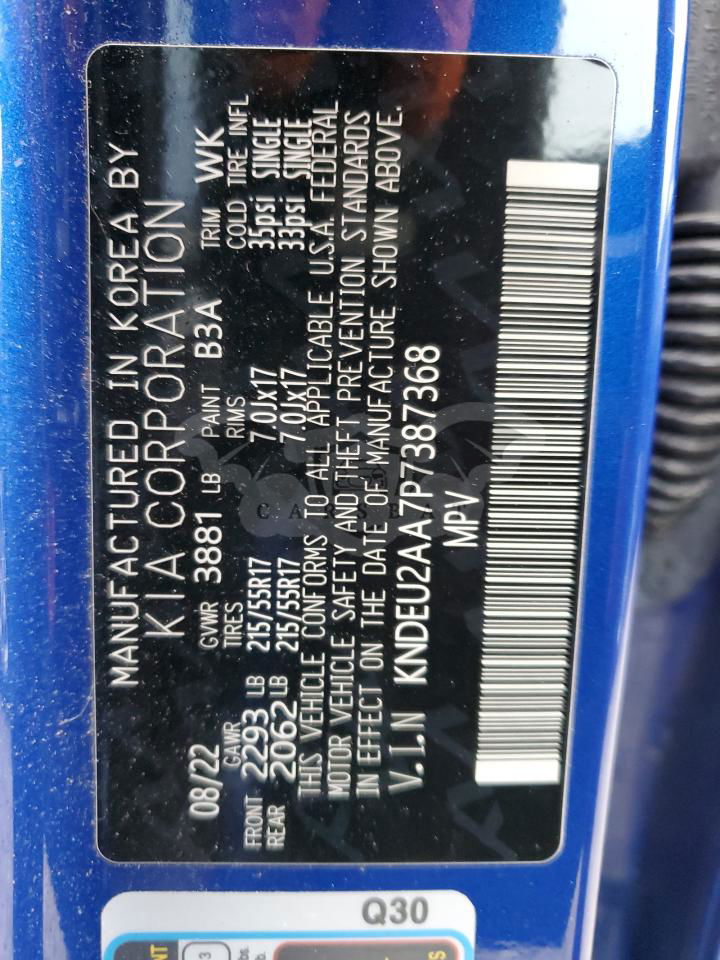 MANUFACTURED IN KOREA BY
KIA CORPORATION
08/22 GVWR 3881 LB PAINT B3A TRIM WK
GAWR TIRES RIMS COLD TIRE INFL
FRONT 2293 LB 215/55R17 7.0Jx17 35psi SINGLE
REAR 2062 LB 215/55R17 7.0Jx17 33psi SINGLE
THIS VEHICLE CONFORMS TO ALL APPLICABLE U.S.A. FEDERAL
MOTOR VEHICLE SAFETY AND THEFT PREVENTION STANDARDS
IN EFFECT ON THE DATE OF MANUFACTURE SHOWN ABOVE.
V.I.N KNDEU2AA7P7387368
MPV
Q30
3